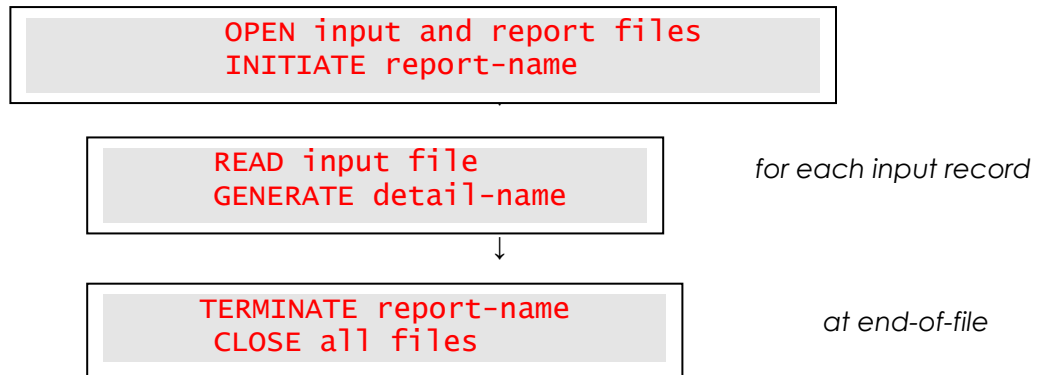 OPEN input and report files
INITIATE report-name
READ input file
for each input record
GENERATE detail-name
↓
TERMINATE report-name
at end-of-file
CLOSE all files